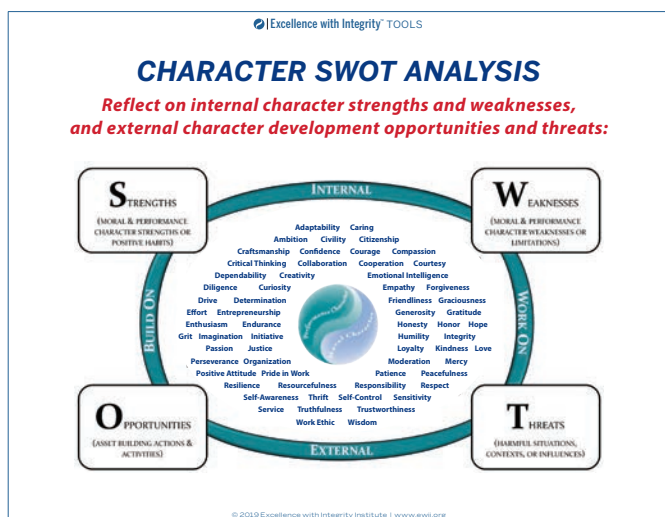 Excellence with Integrity™ TOOLS
CHARACTER SWOT ANALYSIS
Reflect on internal character strengths and weaknesses,
and external character development opportunities and threats:
STRENGTHS
(MORAL & PERFORMANCE
CHARACTER STRENGTHS OR
POSITIVE HABITS)
INTERNAL
WEAKNESSES
(MORAL & PERFORMANCE
CHARACTER WEAKNESSES OR
LIMITATIONS)
BUILD ON
WORK ON
Adaptability Caring
Ambition Civility Citizenship
Craftsmanship Confidence Courage Compassion
Critical Thinking Collaboration Cooperation Courtesy
Dependability Creativity Emotional Intelligence
Diligence Curiosity Empathy Forgiveness
Drive Determination Friendliness Graciousness
Effort Entrepreneurship Generosity Gratitude
Enthusiasm Endurance Honesty Honor Hope
Grit Imagination Initiative Humility Integrity
Passion Justice Loyalty Kindness Love
Perseverance Organization Moderation Mercy
Positive Attitude Pride in Work Patience Peacefulness
Resilience Resourcefulness Responsibility Respect
Self-Awareness Thrift Self-Control Sensitivity
Service Truthfulness Trustworthiness
Work Ethic Wisdom
Performance Character
Moral Character
OPPORTUNITIES
(ASSET BUILDING ACTIONS &
ACTIVITIES)
EXTERNAL
THREATS
(HARMFUL SITUATIONS,
CONTEXTS, OR INFLUENCES)
© 2019 Excellence with Integrity Institute | www.ewii.org